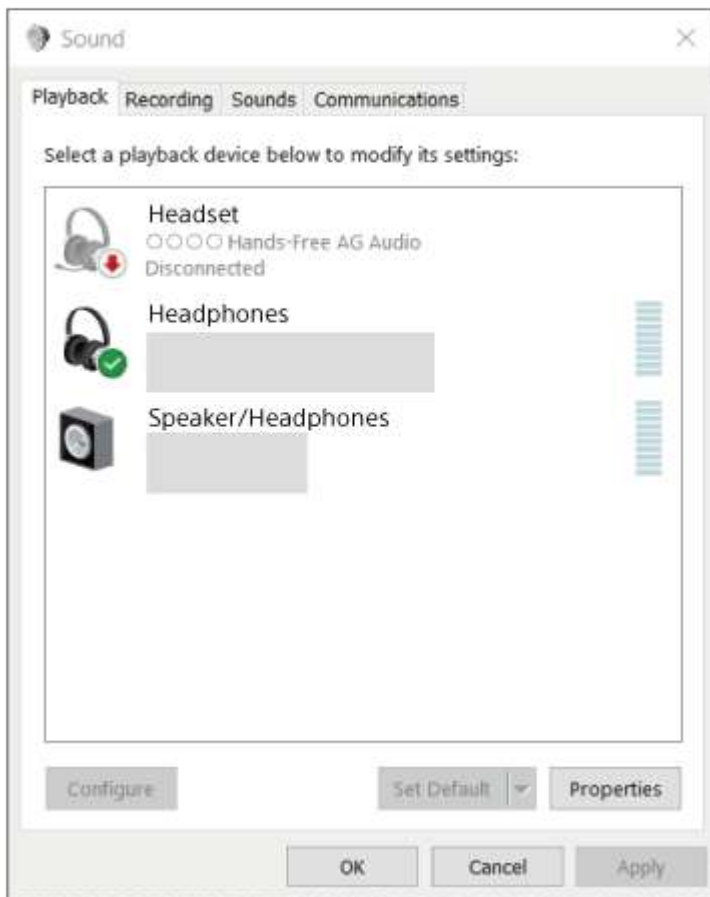 Sound
Playback Recording Sounds Communications
Select a playback device below to modify its settings:
Headset
○○○○ Hands-Free AG Audio
Disconnected
Headphones
Speaker/Headphones
Configure Set Default Properties
OK Cancel Apply